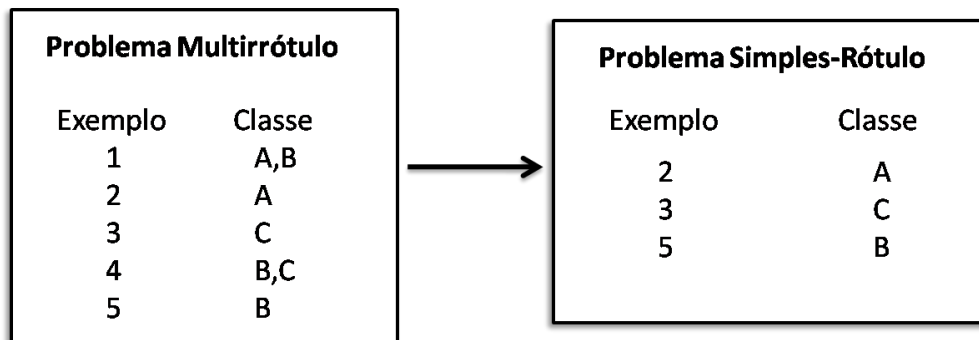 Problema Multirrótulo
Exemplo Classe
1 A,B
2 A
3 C
4 B,C
5 B
Problema Simples-Rótulo
Exemplo Classe
2 A
3 C
5 B